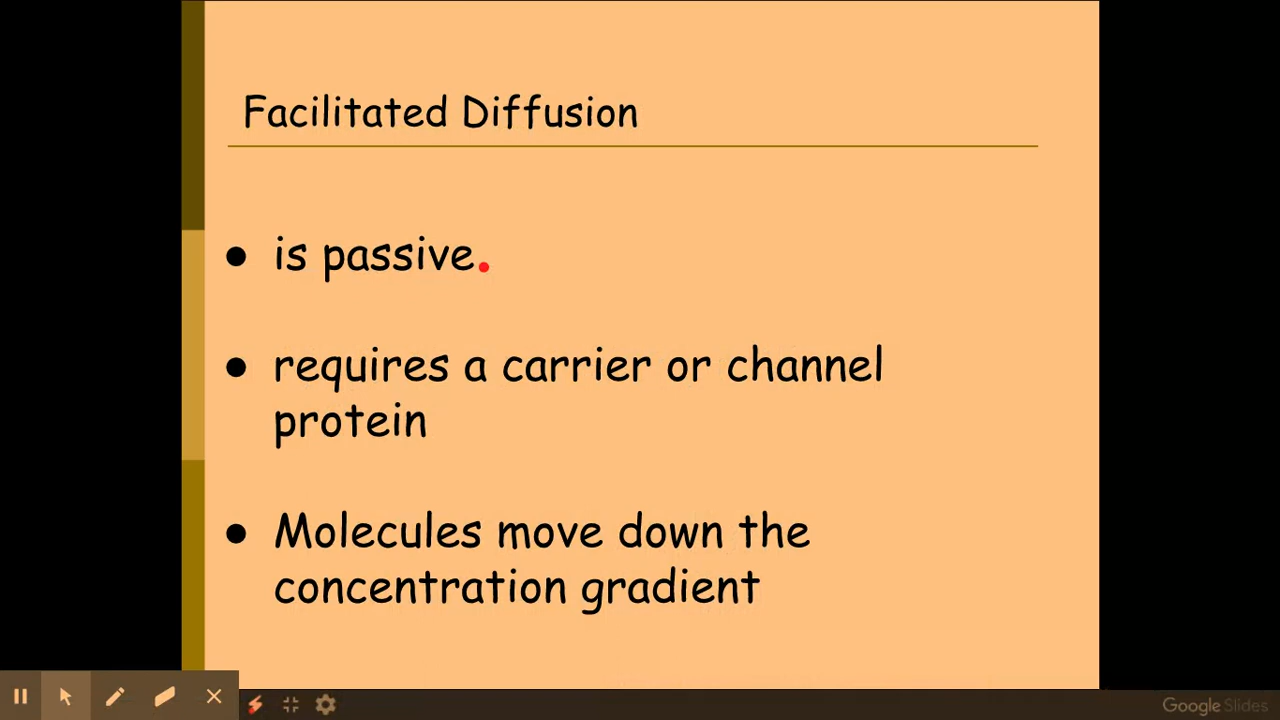 Facilitated Diffusion
● is passive.
● requires a carrier or channel
protein
● Molecules move down the
concentration gradient
Google Slides